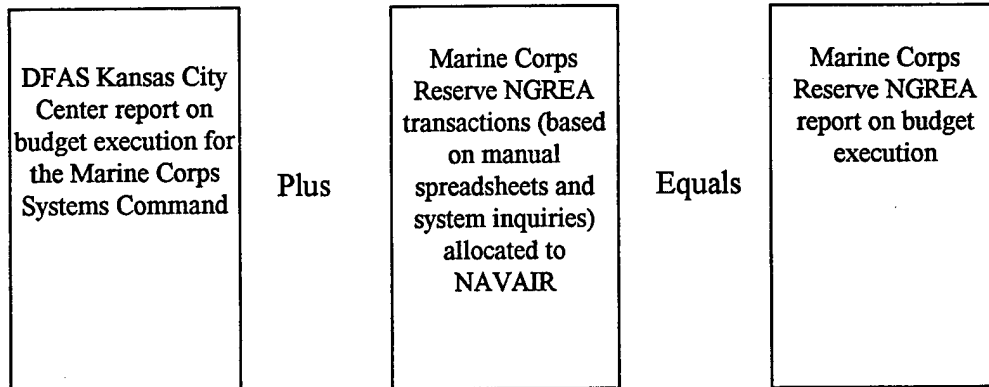 DFAS Kansas City
Center report on
budget execution for
the Marine Corps
Systems Command
Plus
Marine Corps
Reserve NGREA
transactions (based
on manual
spreadsheets and
system inquiries)
allocated to
NAVAIR
Equals
Marine Corps
Reserve NGREA
report on budget
execution